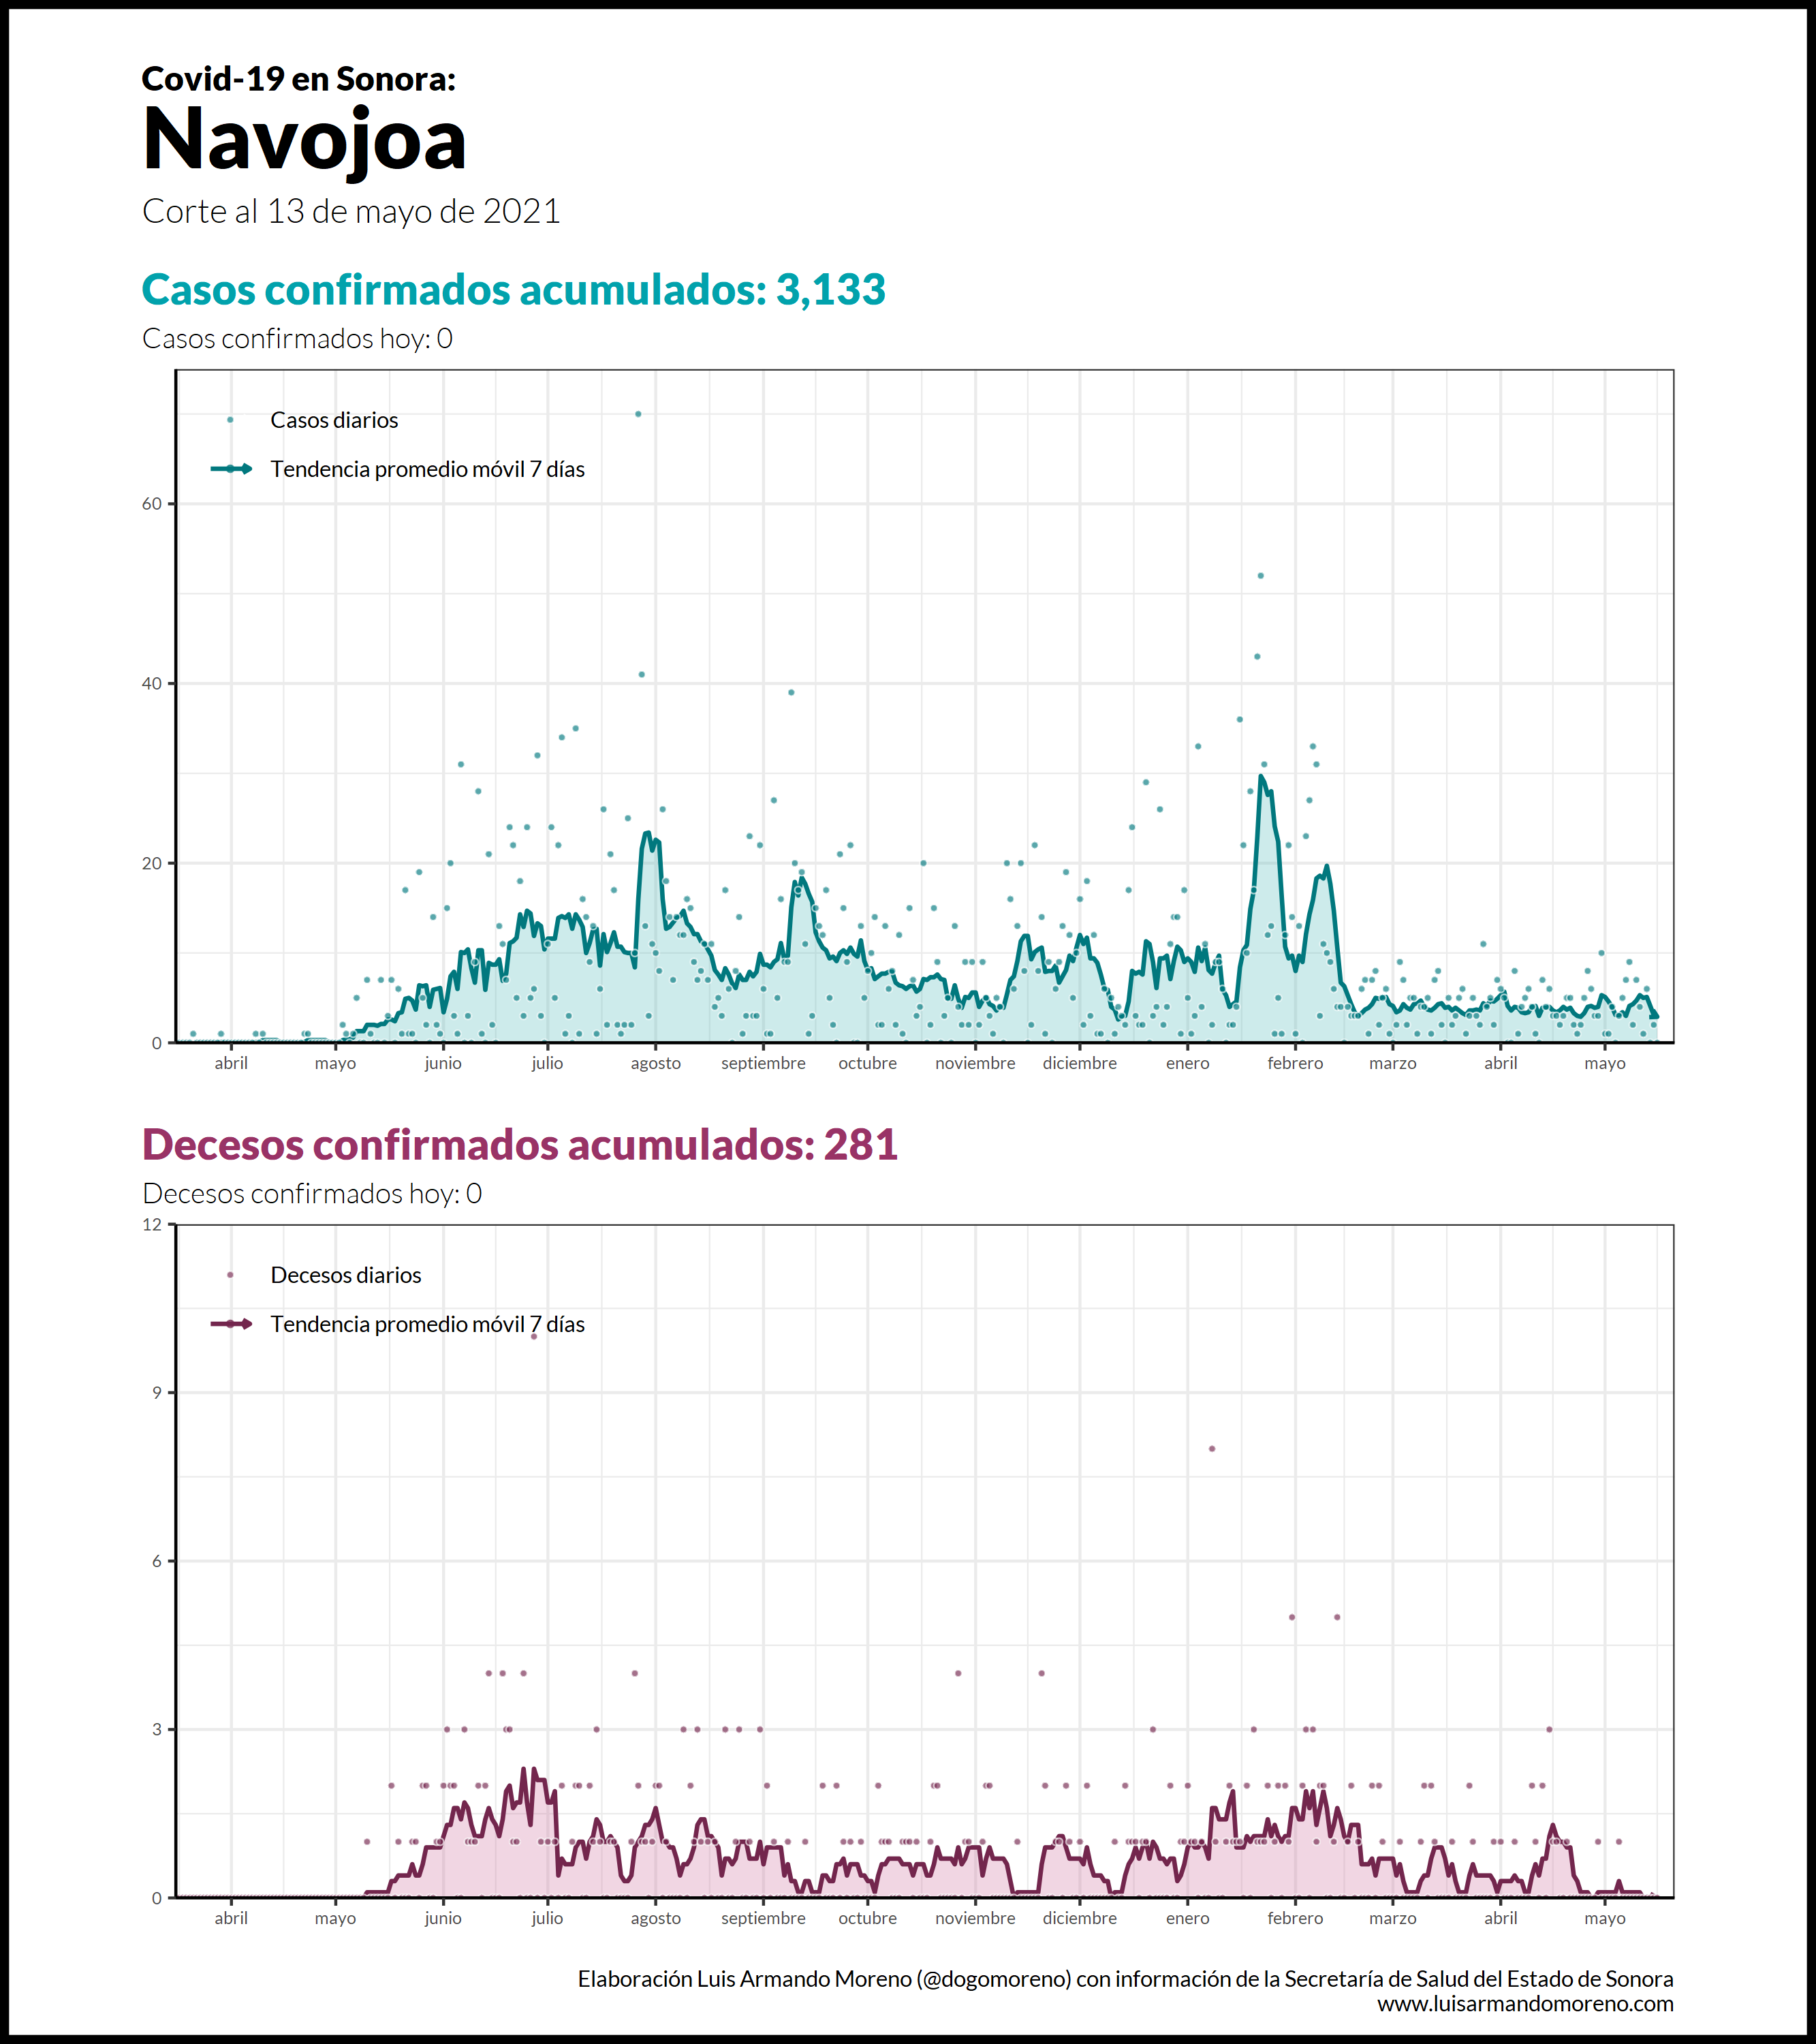 Covid-19 en Sonora:
Navojoa
Corte al 13 de mayo de 2021
Casos confirmados acumulados: 3,133
Casos confirmados hoy: 0
Casos diarios
Tendencia promedio móvil 7 días
60
40
20
0
abril mayo junio julio agosto septiembre octubre noviembre diciembre enero febrero marzo abril mayo
Decesos confirmados acumulados: 281
Decesos confirmados hoy: 0
12
Decesos diarios
Tendencia promedio móvil 7 días
9
6
3
0
abril mayo junio julio agosto septiembre octubre noviembre diciembre enero febrero marzo abril mayo
Elaboración Luis Armando Moreno (@dogomoreno) con información de la Secretaría de Salud del Estado de Sonora
www.luisarmandomoreno.com